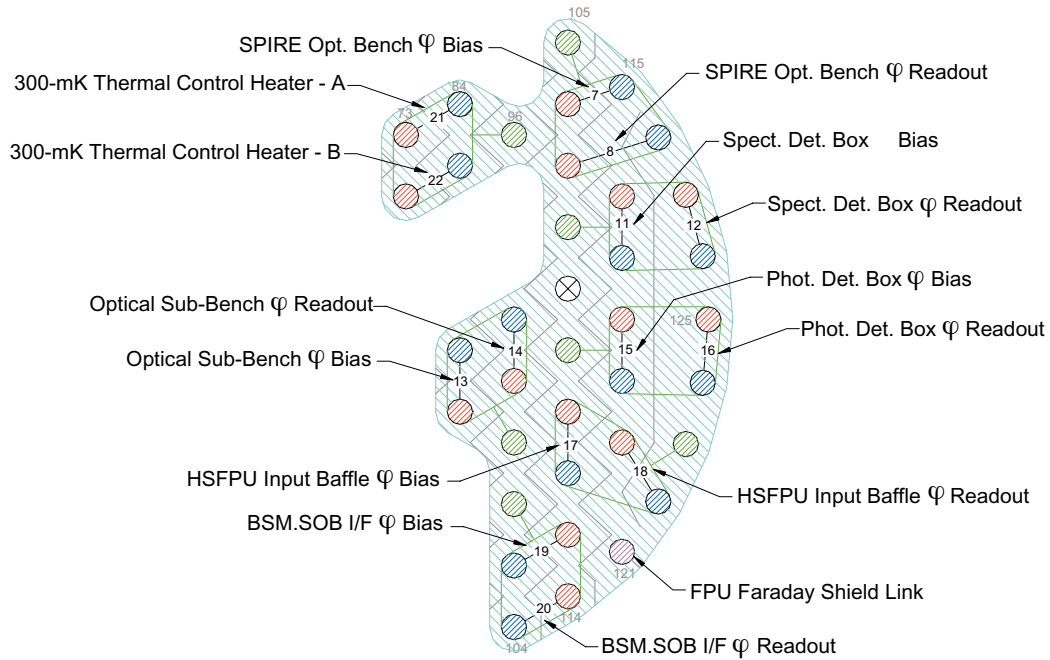 105
SPIRE Opt. Bench φ Bias
115
SPIRE Opt. Bench φ Readout
300-mK Thermal Control Heater - A
84
7
73
21
96
Spect. Det. Box Bias
300-mK Thermal Control Heater - B
8
22
Spect. Det. Box φ Readout
11
12
Phot. Det. Box φ Bias
Optical Sub-Bench φ Readout
125
Phot. Det. Box φ Readout
Optical Sub-Bench φ Bias
14
15
16
13
17
HSFPU Input Baffle φ Bias
18
HSFPU Input Baffle φ Readout
BSM.SOB I/F φ Bias
19
121
FPU Faraday Shield Link
20
114
104
BSM.SOB I/F φ Readout